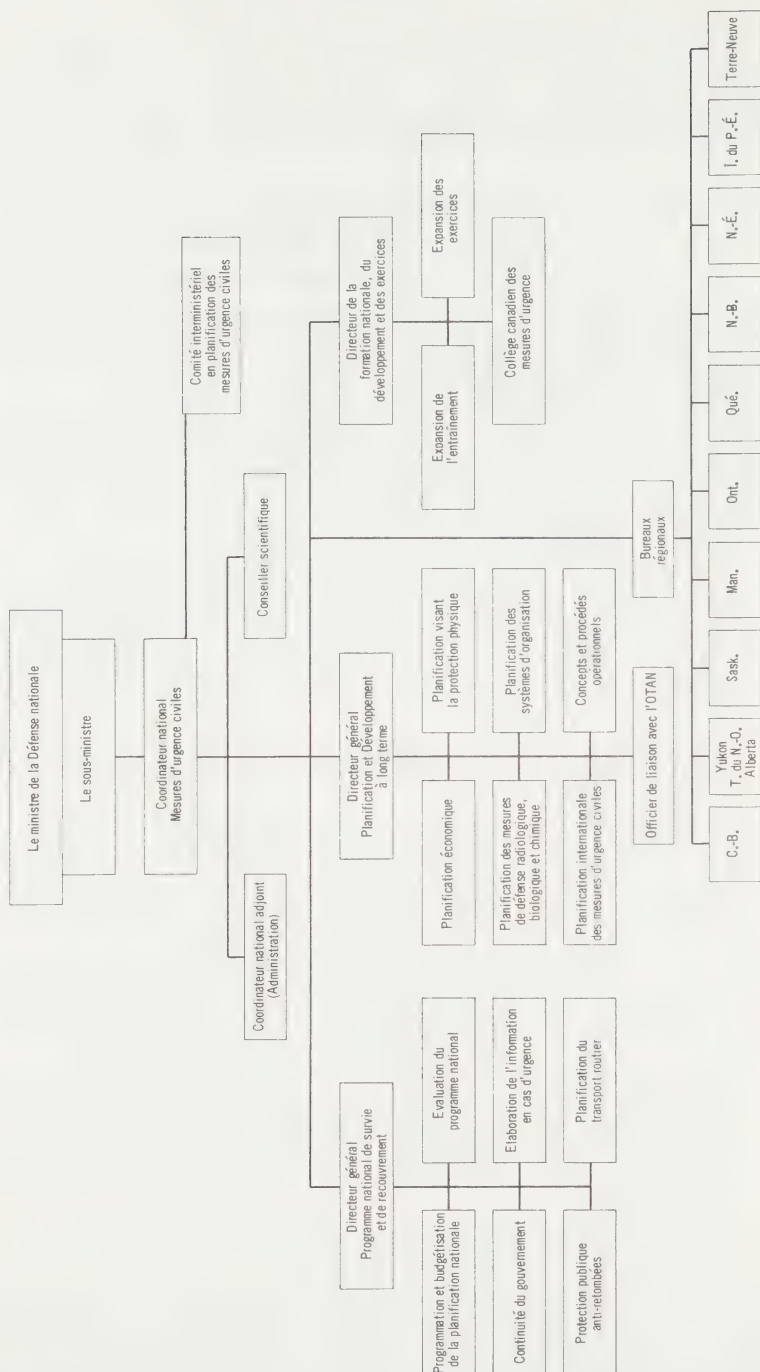 Le ministre de la Défense nationale
Le sous-ministre
Coordinateur national
Mesures d'urgence civiles
Comité interministériel
en planification des
mesures d'urgence civiles
Coordinateur national adjoint
(Administration)
Conseiller scientifique
Directeur général
Programme national de survie
et de recouvrement
Directeur général
Planification et Développement
à long terme
Directeur de la
formation nationale, du
développement et des exercices
Programmation et budgétisation
de la planification nationale
Evaluation du
programme national
Continuité du gouvernement
Elaboration de l'information
en cas d'urgence
Protection publique
anti-retombées
Planification du
transport routier
Planification économique
Planification visant
la protection physique
Planification des mesures
de défense radiologique,
biologique et chimique
Planification des
systèmes d'organisation
Planification internationale
des mesures d'urgence civiles
Concepts et procédés
opérationnels
Officier de liaison avec l'OTAN
Expansion de
l'entraînement
Expansion des
exercices
Collège canadien des
mesures d'urgence
Bureaux
régionaux
C.-B.
Yukon
T. du N.-O.
Alberta
Sask.
Man.
Ont.
Qué.
N.-B.
N.-É.
Î. du P.-É.
Terre-Neuve